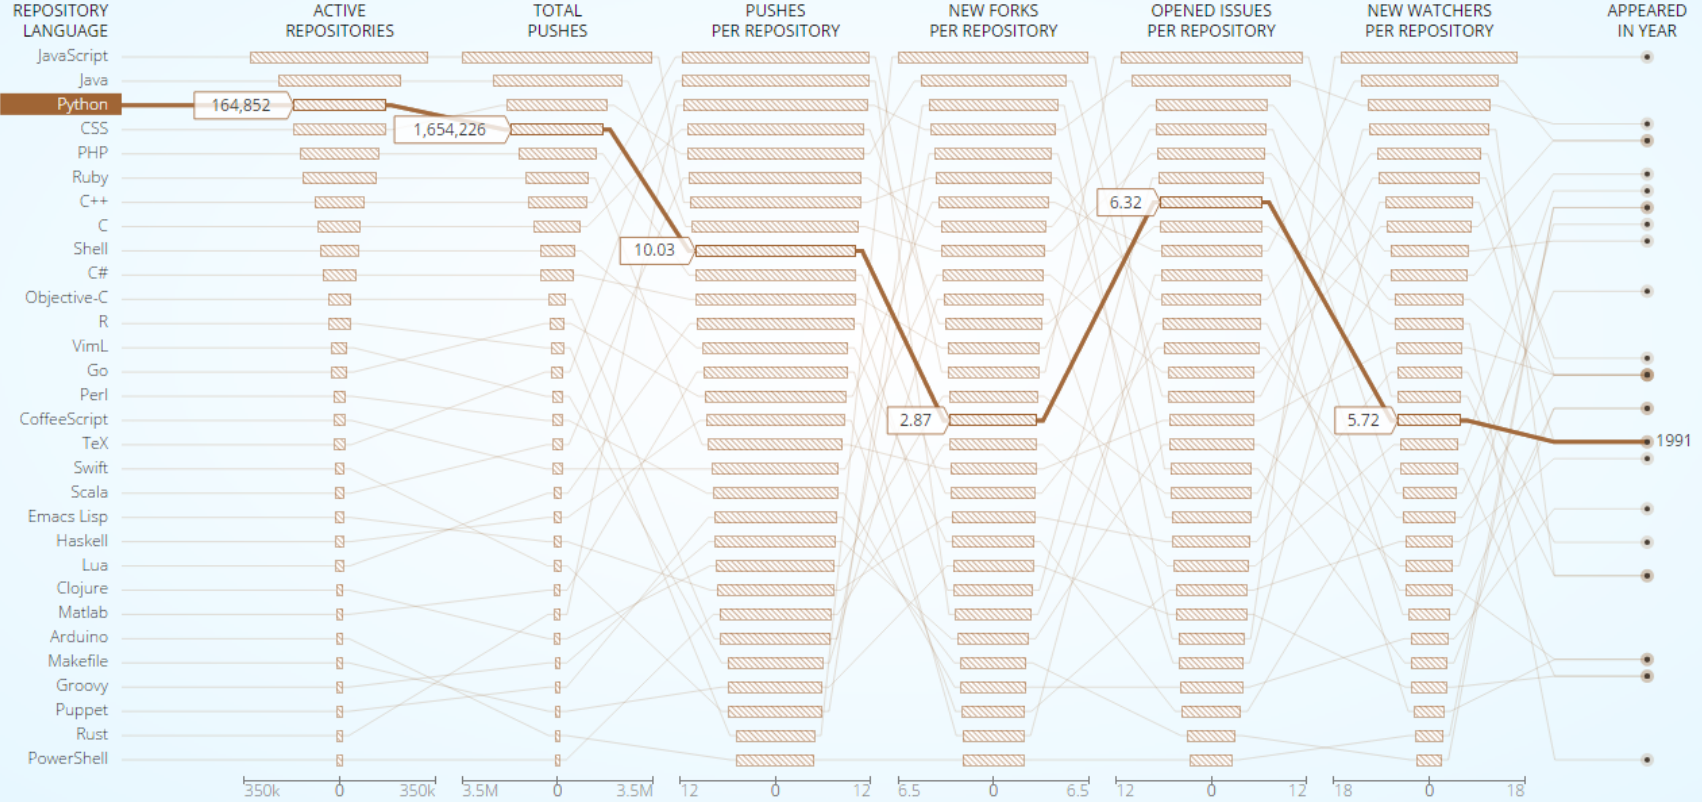 REPOSITORY LANGUAGE
ACTIVE REPOSITORIES
TOTAL PUSHES
PUSHES PER REPOSITORY
NEW FORKS PER REPOSITORY
OPENED ISSUES PER REPOSITORY
NEW WATCHERS PER REPOSITORY
APPEARED IN YEAR
JavaScript
Java
Python
164,852
CSS
1,654,226
PHP
Ruby
C++
6.32
C
Shell
10.03
C#
Objective-C
R
VimL
Go
Perl
CoffeeScript
2.87
5.72
TeX
1991
Swift
Scala
Emacs Lisp
Haskell
Lua
Clojure
Matlab
Arduino
Makefile
Groovy
Puppet
Rust
PowerShell
350k 0 350k
3.5M 0 3.5M
12 0 12
6.5 0 6.5
12 0 12
18 0 18